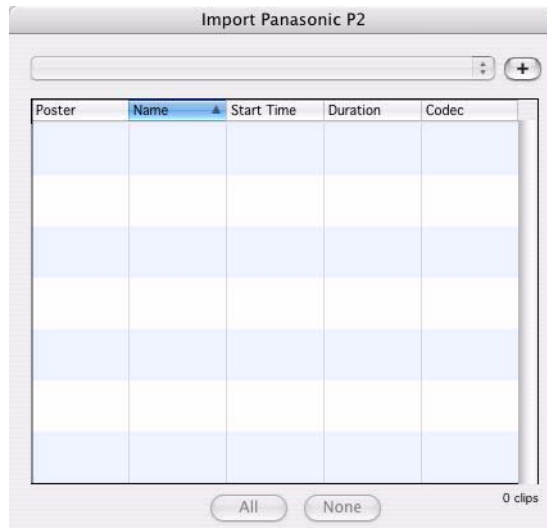 Import Panasonic P2
+
Poster Name Start Time Duration Codec
0 clips
All None